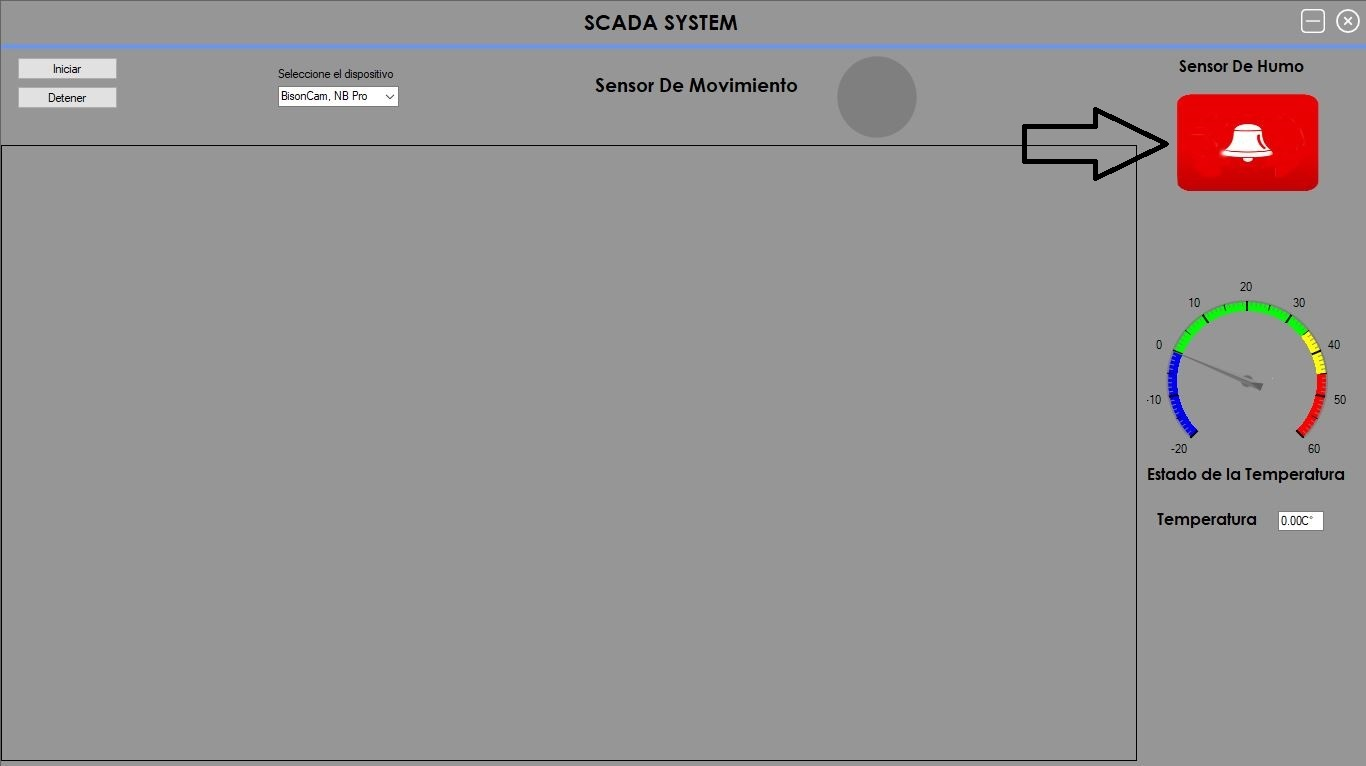 SCADA SYSTEM
Iniciar
Detener
Seleccione el dispositivo
BisonCam, NB Pro
Sensor De Movimiento
Sensor De Humo
-20
-10
0
10
20
30
40
50
60
Estado de la Temperatura
Temperatura 0.00C°